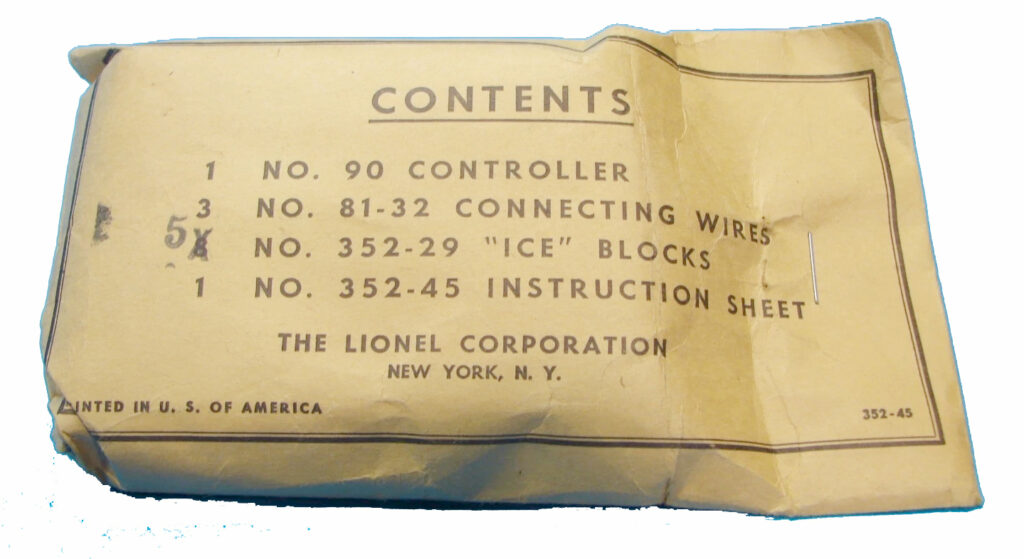 CONTENTS
1 NO. 90 CONTROLLER
3 NO. 81-32 CONNECTING WIRES
5 NO. 352-29 "ICE" BLOCKS
1 NO. 352-45 INSTRUCTION SHEET
THE LIONEL CORPORATION
NEW YORK, N. Y.
INTED IN U. S. OF AMERICA
352-45